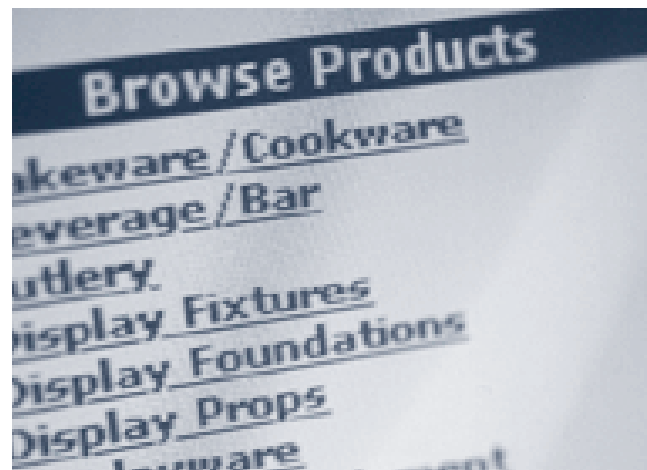 Browse Products
akeware/Cookware
everage/Bar
utlery
isplay Fixtures
Display Foundations
Display Props